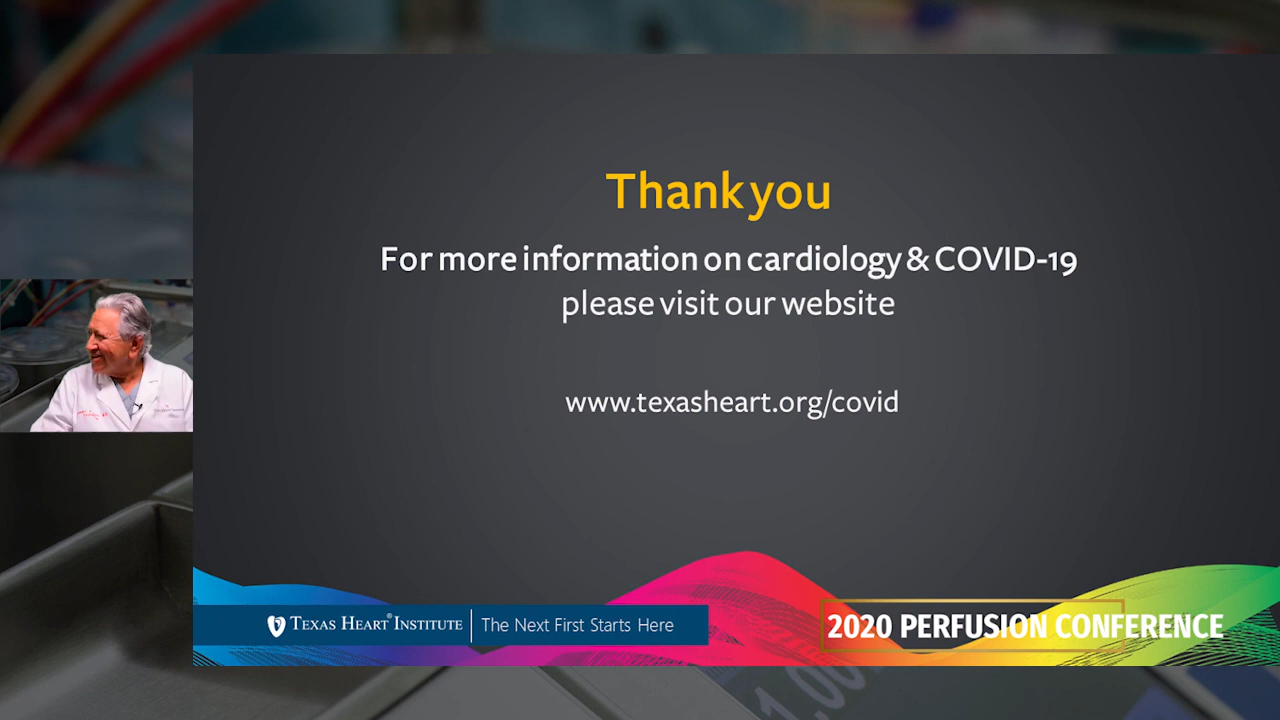 Thank you
For more information on cardiology & COVID-19
please visit our website
www.texasheart.org/covid
TEXAS HEART® INSTITUTE | The Next First Starts Here
2020 PERFUSION CONFERENCE